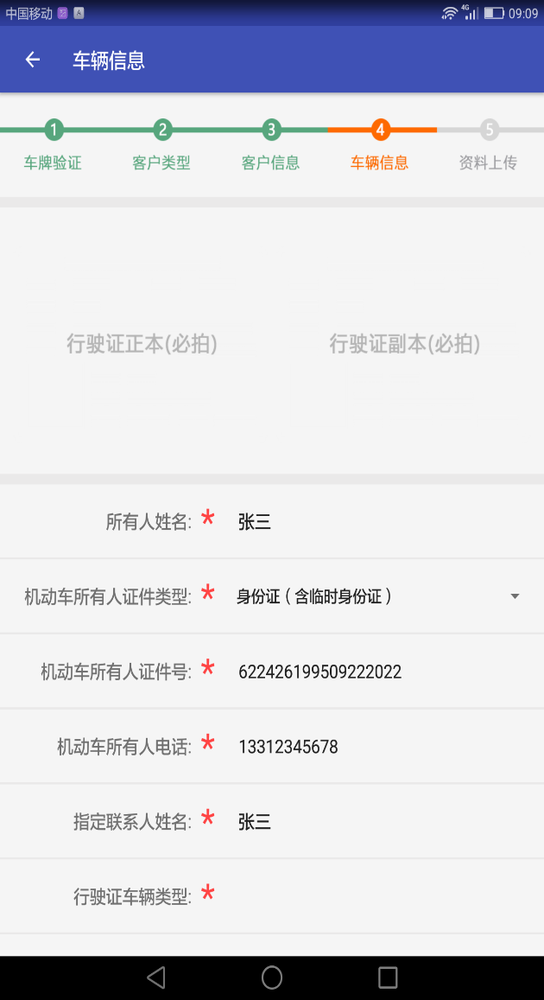 中国移动 4G 09:09
车辆信息
1 2 3 4 5
车牌验证 客户类型 客户信息 车辆信息 资料上传
行驶证正本(必拍) 行驶证副本(必拍)
所有人姓名: * 张三
机动车所有人证件类型: * 身份证（含临时身份证）
机动车所有人证件号: * 622426199509222022
机动车所有人电话: * 13312345678
指定联系人姓名: * 张三
行驶证车辆类型: *